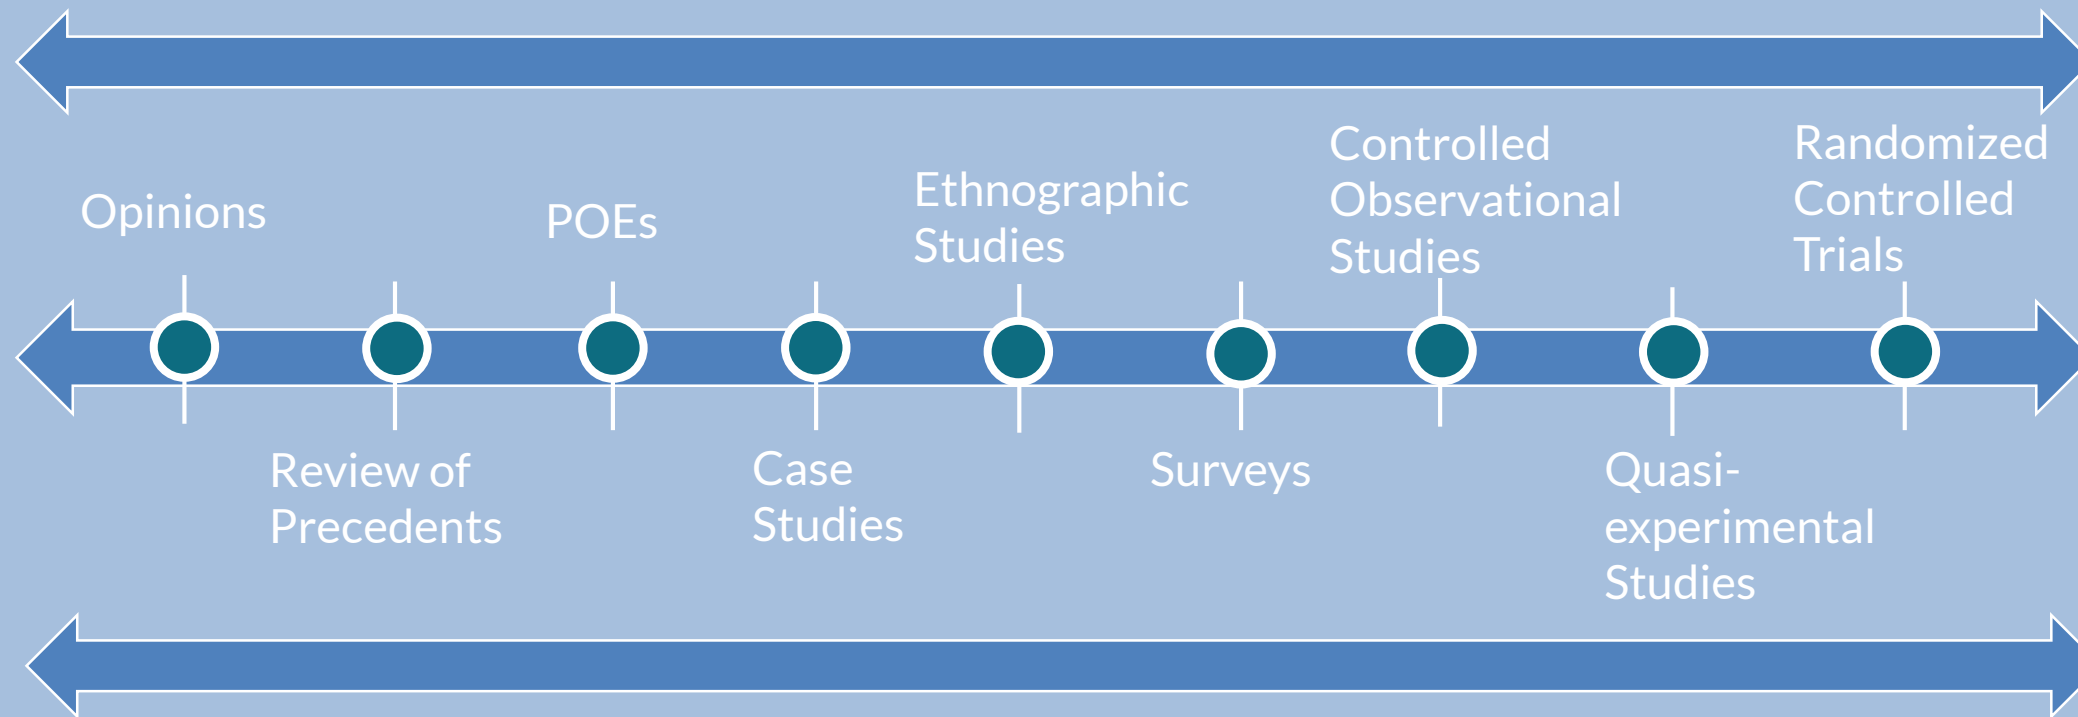 Opinions
Review of
Precedents
POEs
Case
Studies
Ethnographic
Studies
Surveys
Controlled
Observational
Studies
Quasi-
experimental
Studies
Randomized
Controlled
Trials